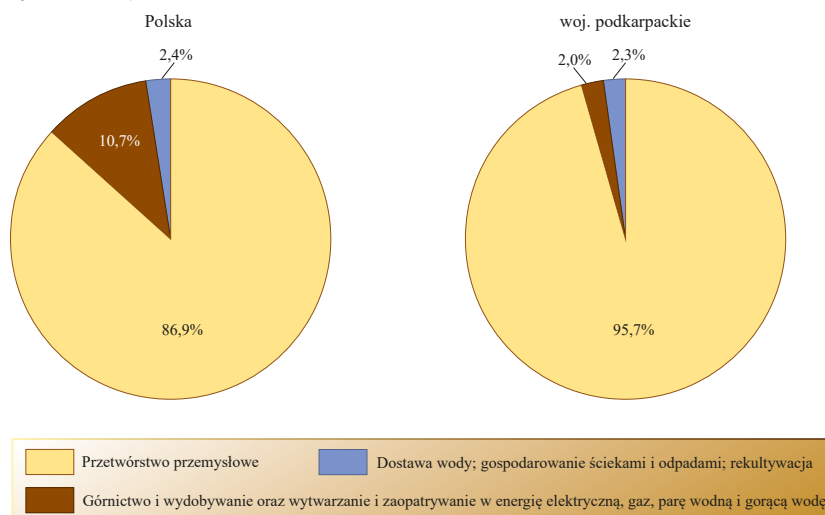 Polska
woj. podkarpackie
2,4%
2,0%
2,3%
10,7%
86,9%
95,7%
Przetwórstwo przemysłowe
Dostawa wody; gospodarowanie ściekami i odpadami; rekultywacja
Górnictwo i wydobywanie oraz wytwarzanie i zaopatrywanie w energię elektryczną, gaz, parę wodną i gorącą wodę